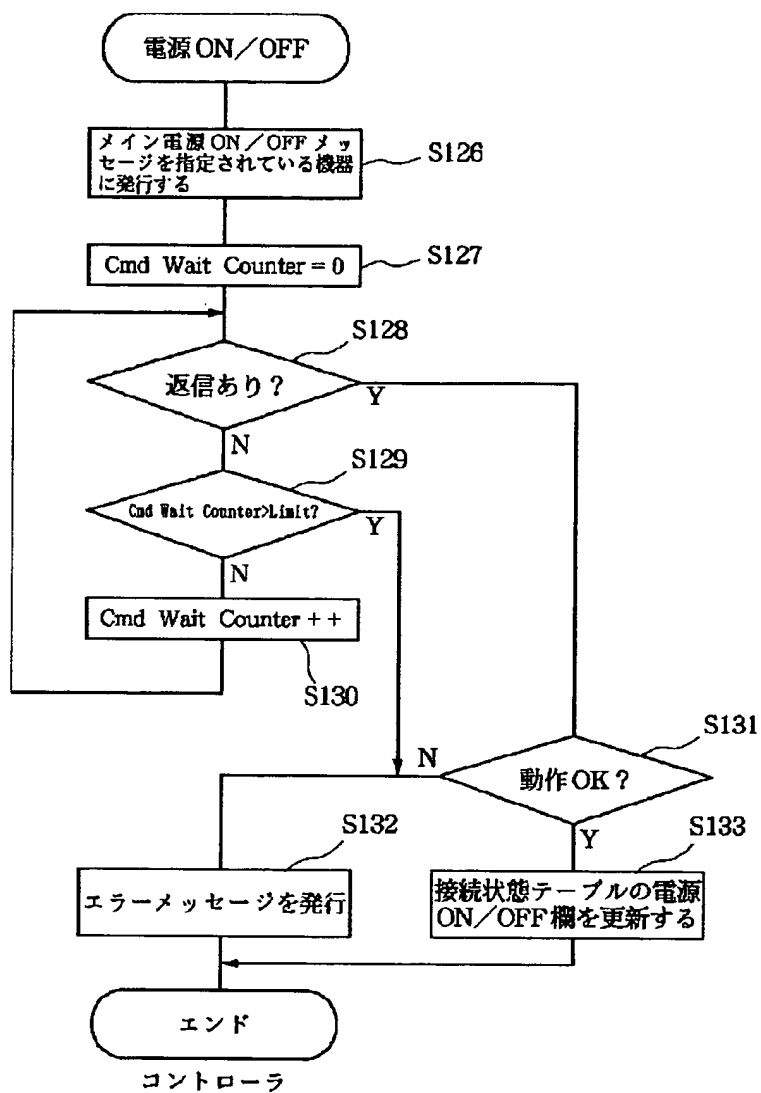 電源ON/OFF
メイン電源ON/OFFメッ
セージを指定されている機器
に発行する
S126
Cmd Wait Counter=0
S127
S128
返信あり?
Y
N
S129
Cmd Wait Counter>Limit?
Y
N
Cmd Wait Counter++
S130
S131
N
動作OK?
Y
S132
S133
エラーメッセージを発行
接続状態テーブルの電源
ON/OFF欄を更新する
エンド
コントローラ